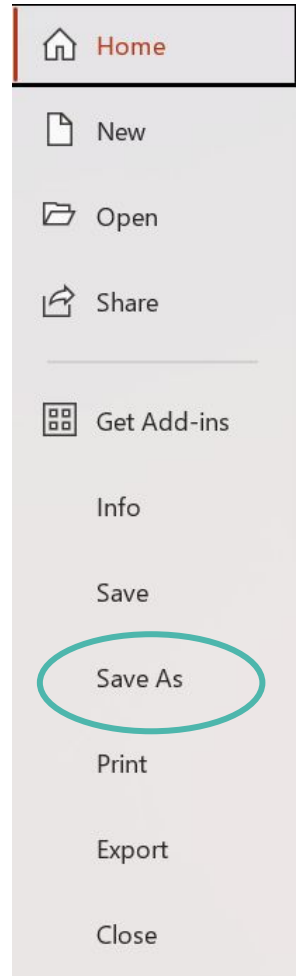 Home
New
Open
Share
Get Add-ins
Info
Save
Save As
Print
Export
Close